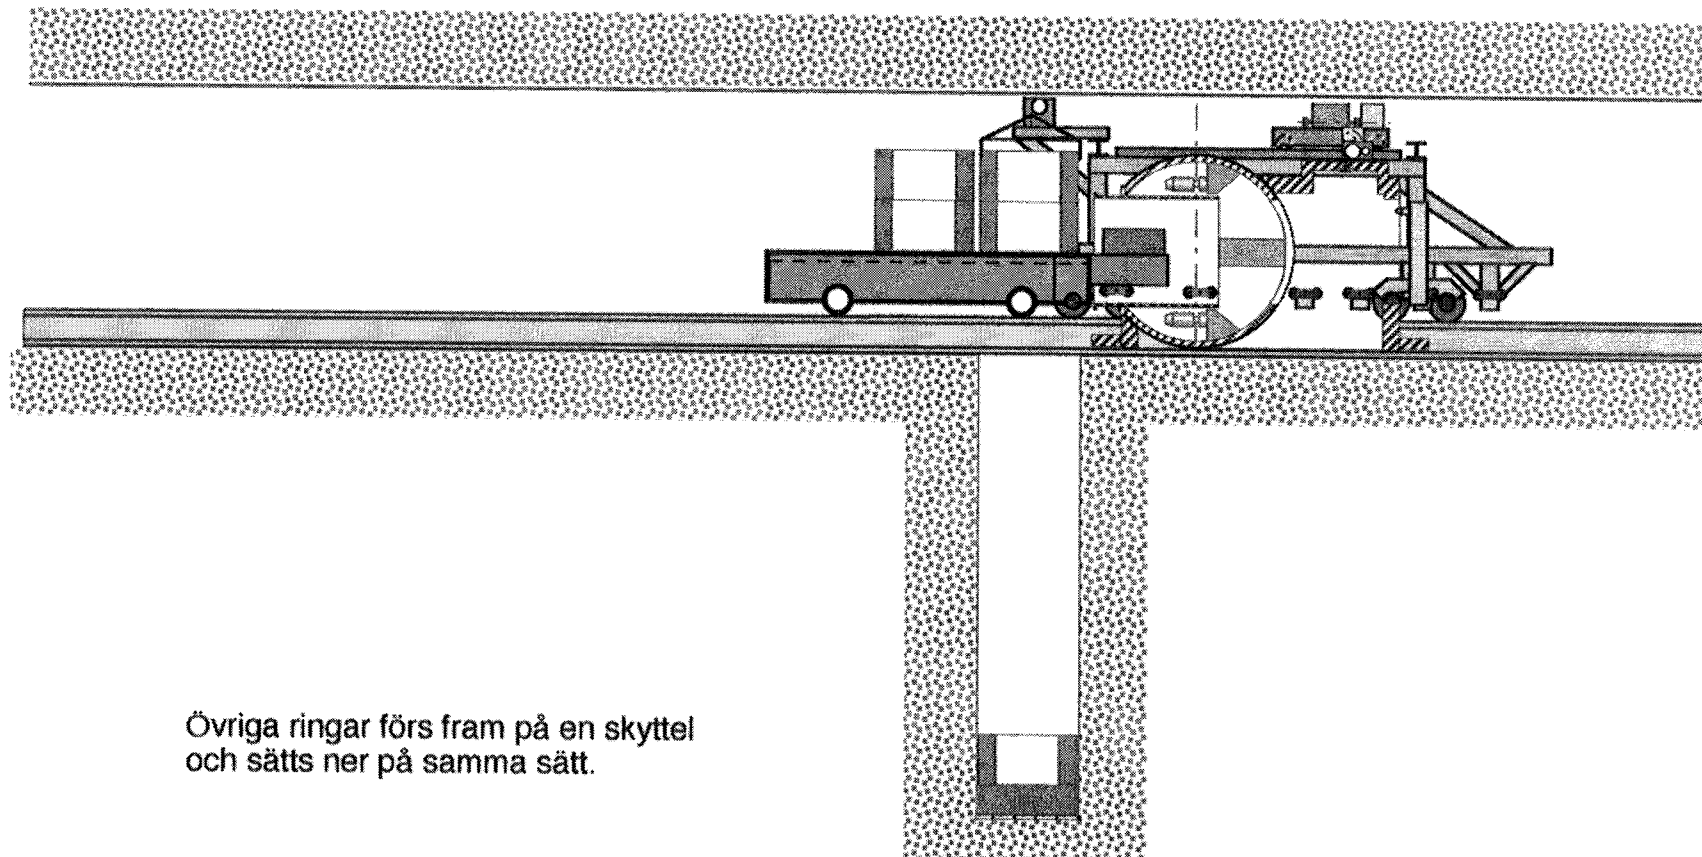 Övriga ringar förs fram på en skyttel
och sätts ner på samma sätt.